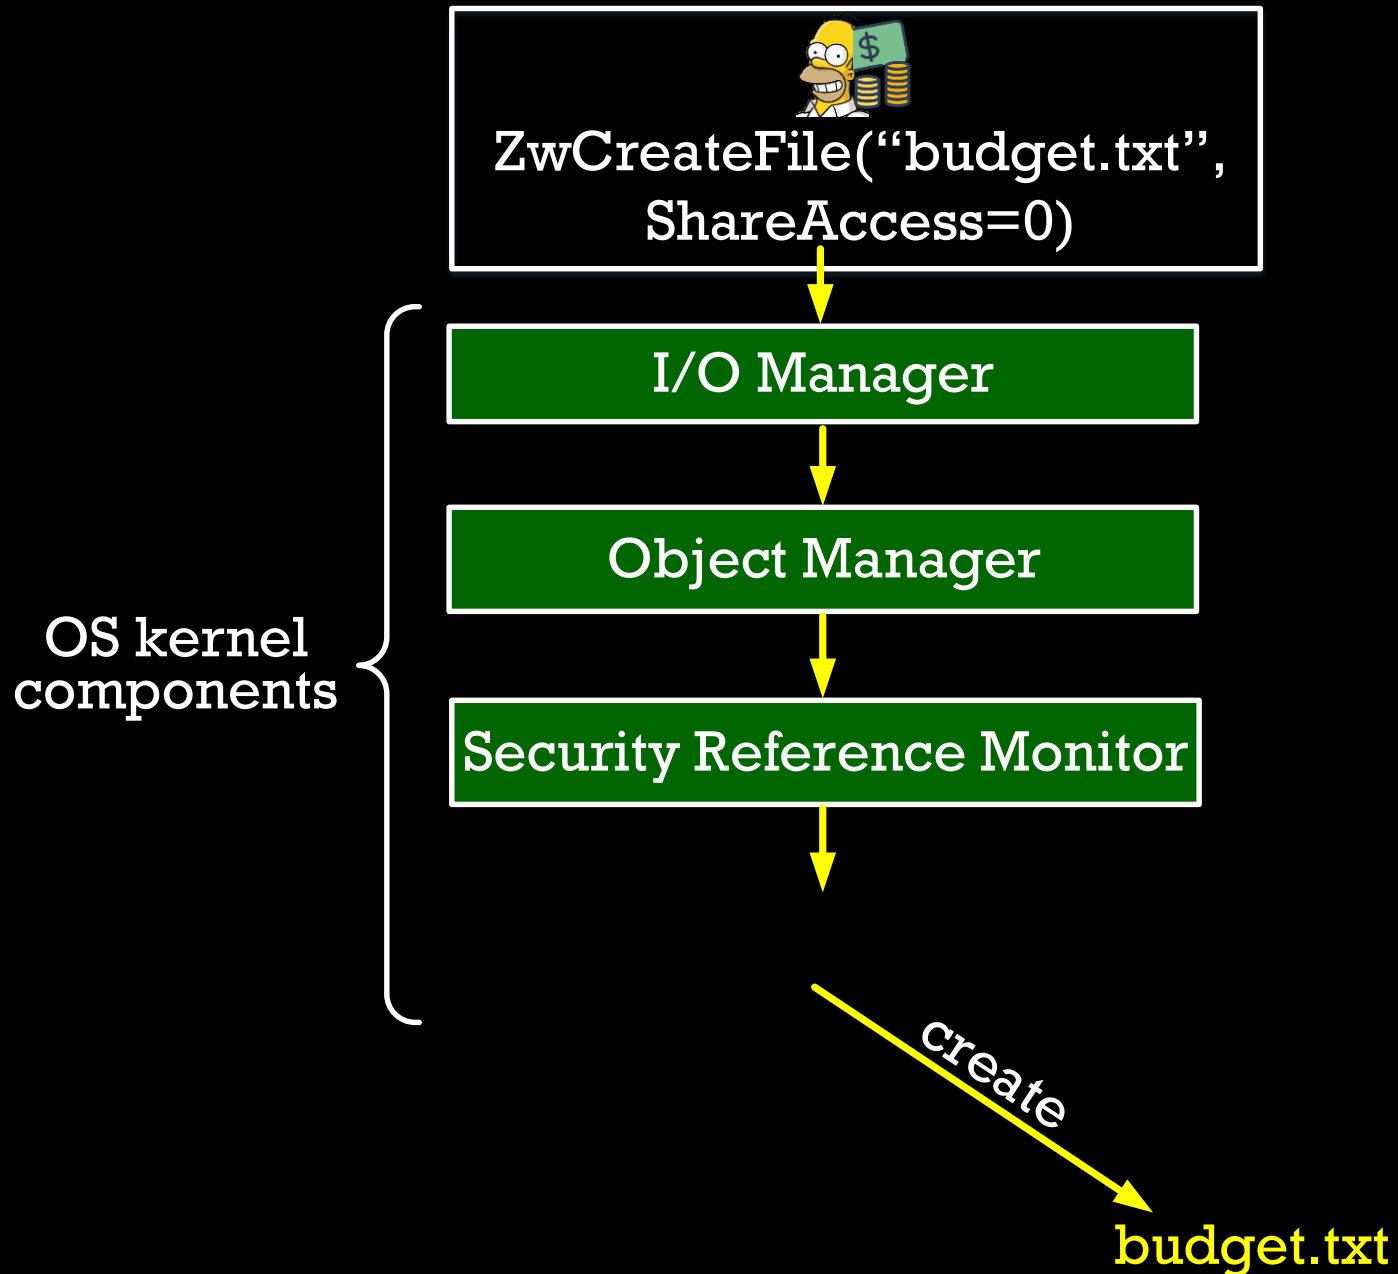 $
ZwCreateFile(“budget.txt”,
ShareAccess=0)
I/O Manager
Object Manager
OS kernel
components
Security Reference Monitor
create
budget.txt